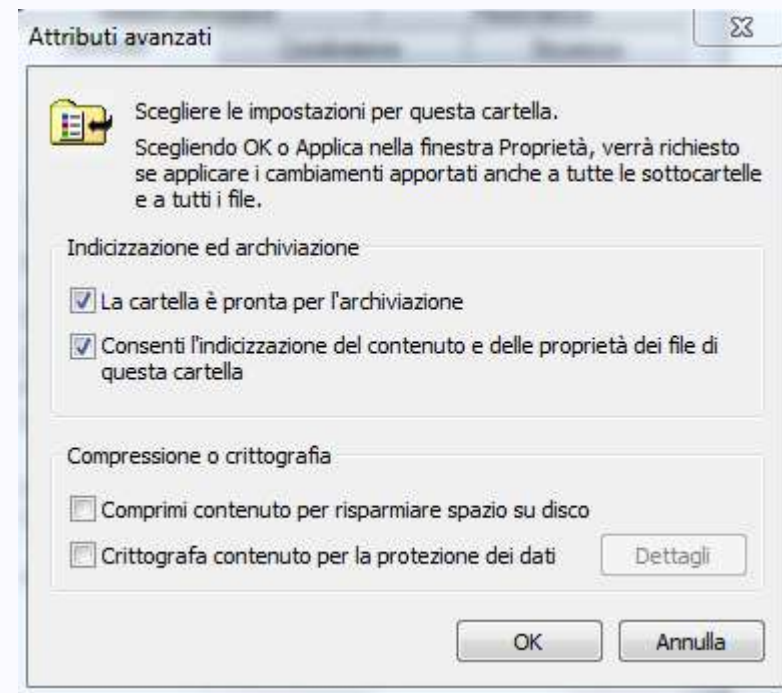 Attributi avanzati
Scegliere le impostazioni per questa cartella.
Scegliendo OK o Applica nella finestra Proprietà, verrà richiesto
se applicare i cambiamenti apportati anche a tutte le sottocartelle
e a tutti i file.
Indicizzazione ed archiviazione
La cartella è pronta per l'archiviazione
Consenti l'indicizzazione del contenuto e delle proprietà dei file di
questa cartella
Compressione o crittografia
Comprimi contenuto per risparmiare spazio su disco
Crittografa contenuto per la protezione dei dati
Dettagli
OK
Annulla